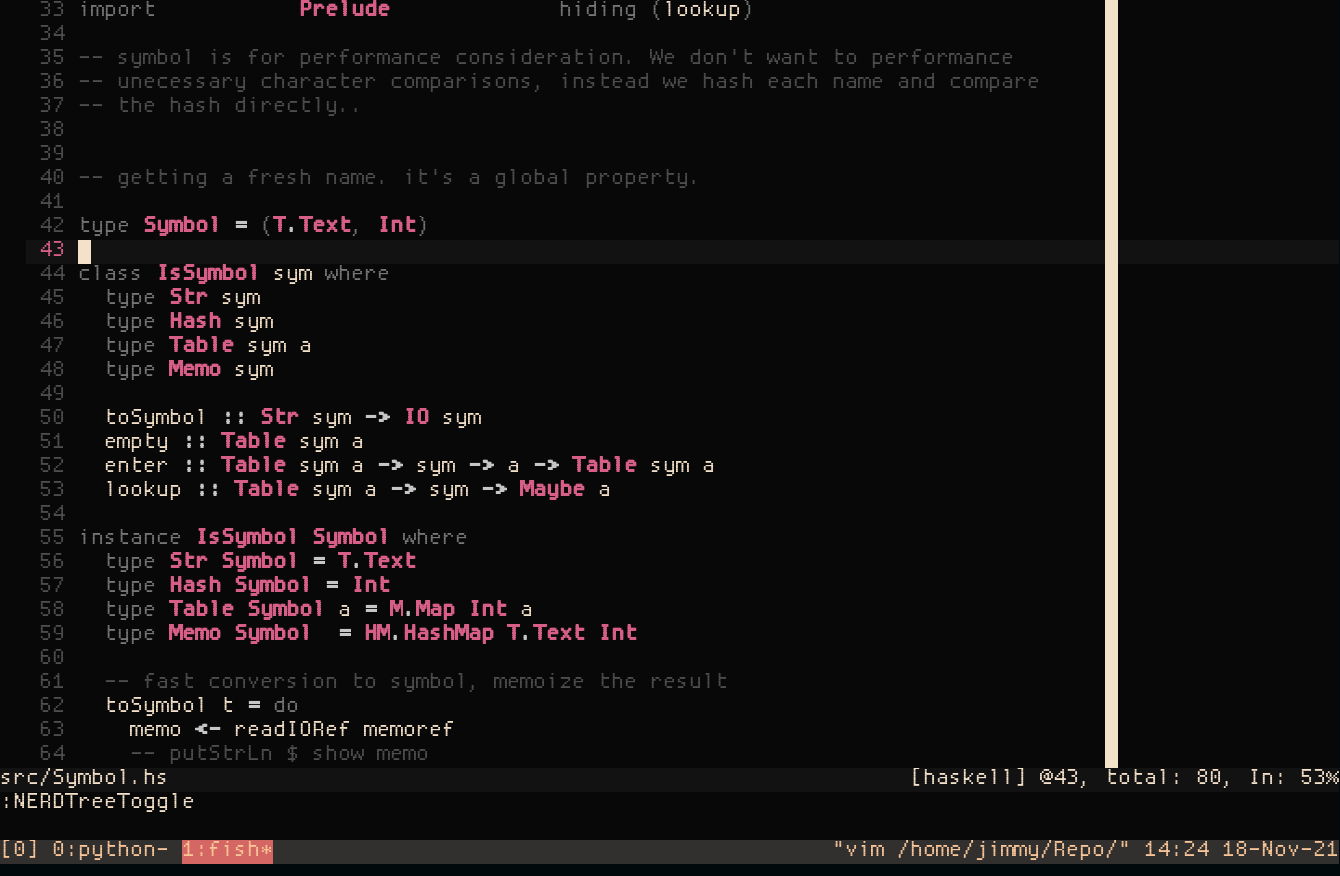 33 import           Prelude             hiding (lookup)
34
35 -- symbol is for performance consideration. We don't want to performance
36 -- unecessary character comparisons, instead we hash each name and compare
37 -- the hash directly..
38
39
40 -- getting a fresh name. it's a global property.
41
42 type Symbol = (T.Text, Int)
43
44 class IsSymbol sym where
45   type Str sym
46   type Hash sym
47   type Table sym a
48   type Memo sym
49
50   toSymbol :: Str sym -> IO sym
51   empty :: Table sym a
52   enter :: Table sym a -> sym -> a -> Table sym a
53   lookup :: Table sym a -> sym -> Maybe a
54
55 instance IsSymbol Symbol where
56   type Str Symbol = T.Text
57   type Hash Symbol = Int
58   type Table Symbol a = M.Map Int a
59   type Memo Symbol  = HM.HashMap T.Text Int
60
61   -- fast conversion to symbol, memoize the result
62   toSymbol t = do
63     memo <- readIORef memoref
64     -- putStrLn $ show memo
src/Symbol.hs [haskell] @43, total: 80, In: 53%
:NERDTreeToggle
[0] 0:python- 1:fish* "vim /home/jimmy/Repo/" 14:24 18-Nov-21